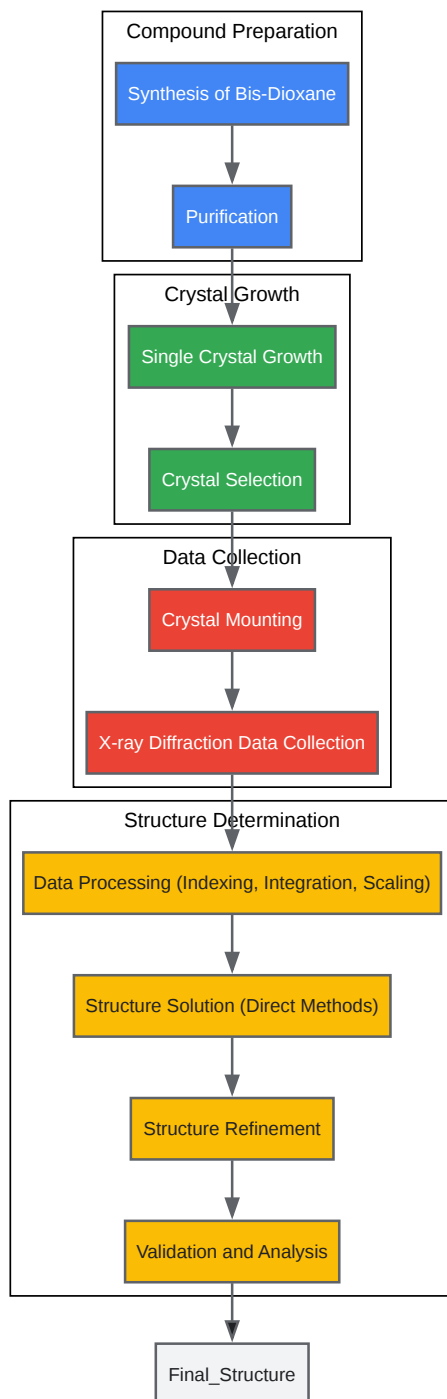 Compound Preparation
Synthesis of Bis-Dioxane
Purification
Crystal Growth
Single Crystal Growth
Crystal Selection
Data Collection
Crystal Mounting
X-ray Diffraction Data Collection
Structure Determination
Data Processing (Indexing, Integration, Scaling)
Structure Solution (Direct Methods)
Structure Refinement
Validation and Analysis
Final_Structure